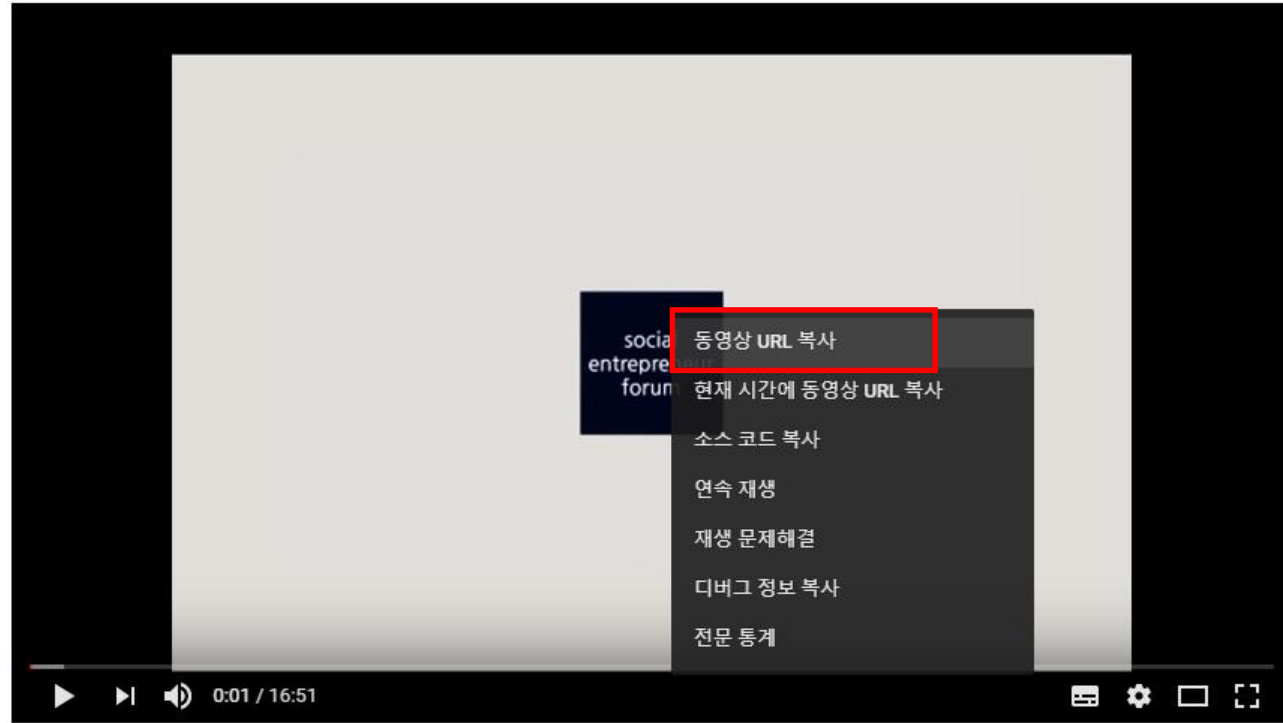 social
entrepreneur
forum
동영상 URL 복사
현재 시간에 동영상 URL 복사
소스 코드 복사
연속 재생
재생 문제해결
디버그 정보 복사
전문 통계
0:01 / 16:51